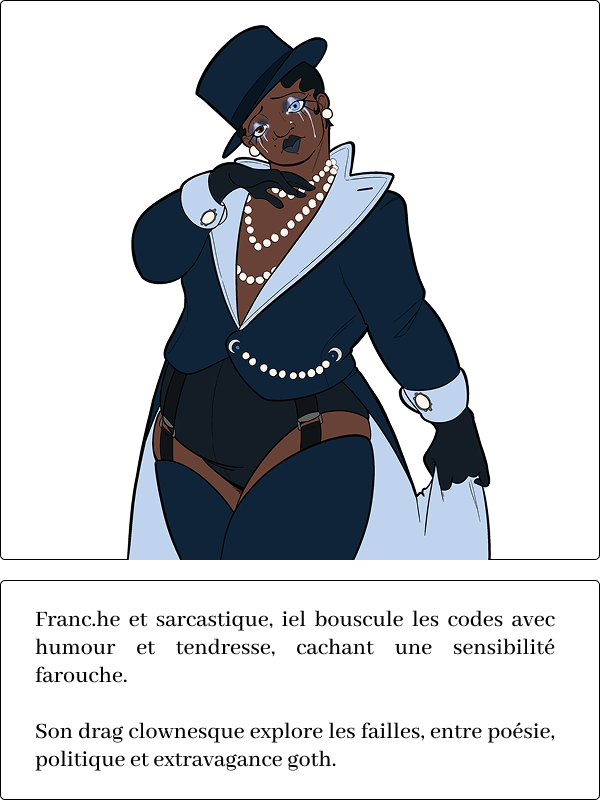 Franc.he et sarcastique, iel bouscule les codes avec
humour et tendresse, cachant une sensibilité
farouche.
Son drag clownesque explore les failles, entre poésie,
politique et extravagance goth.